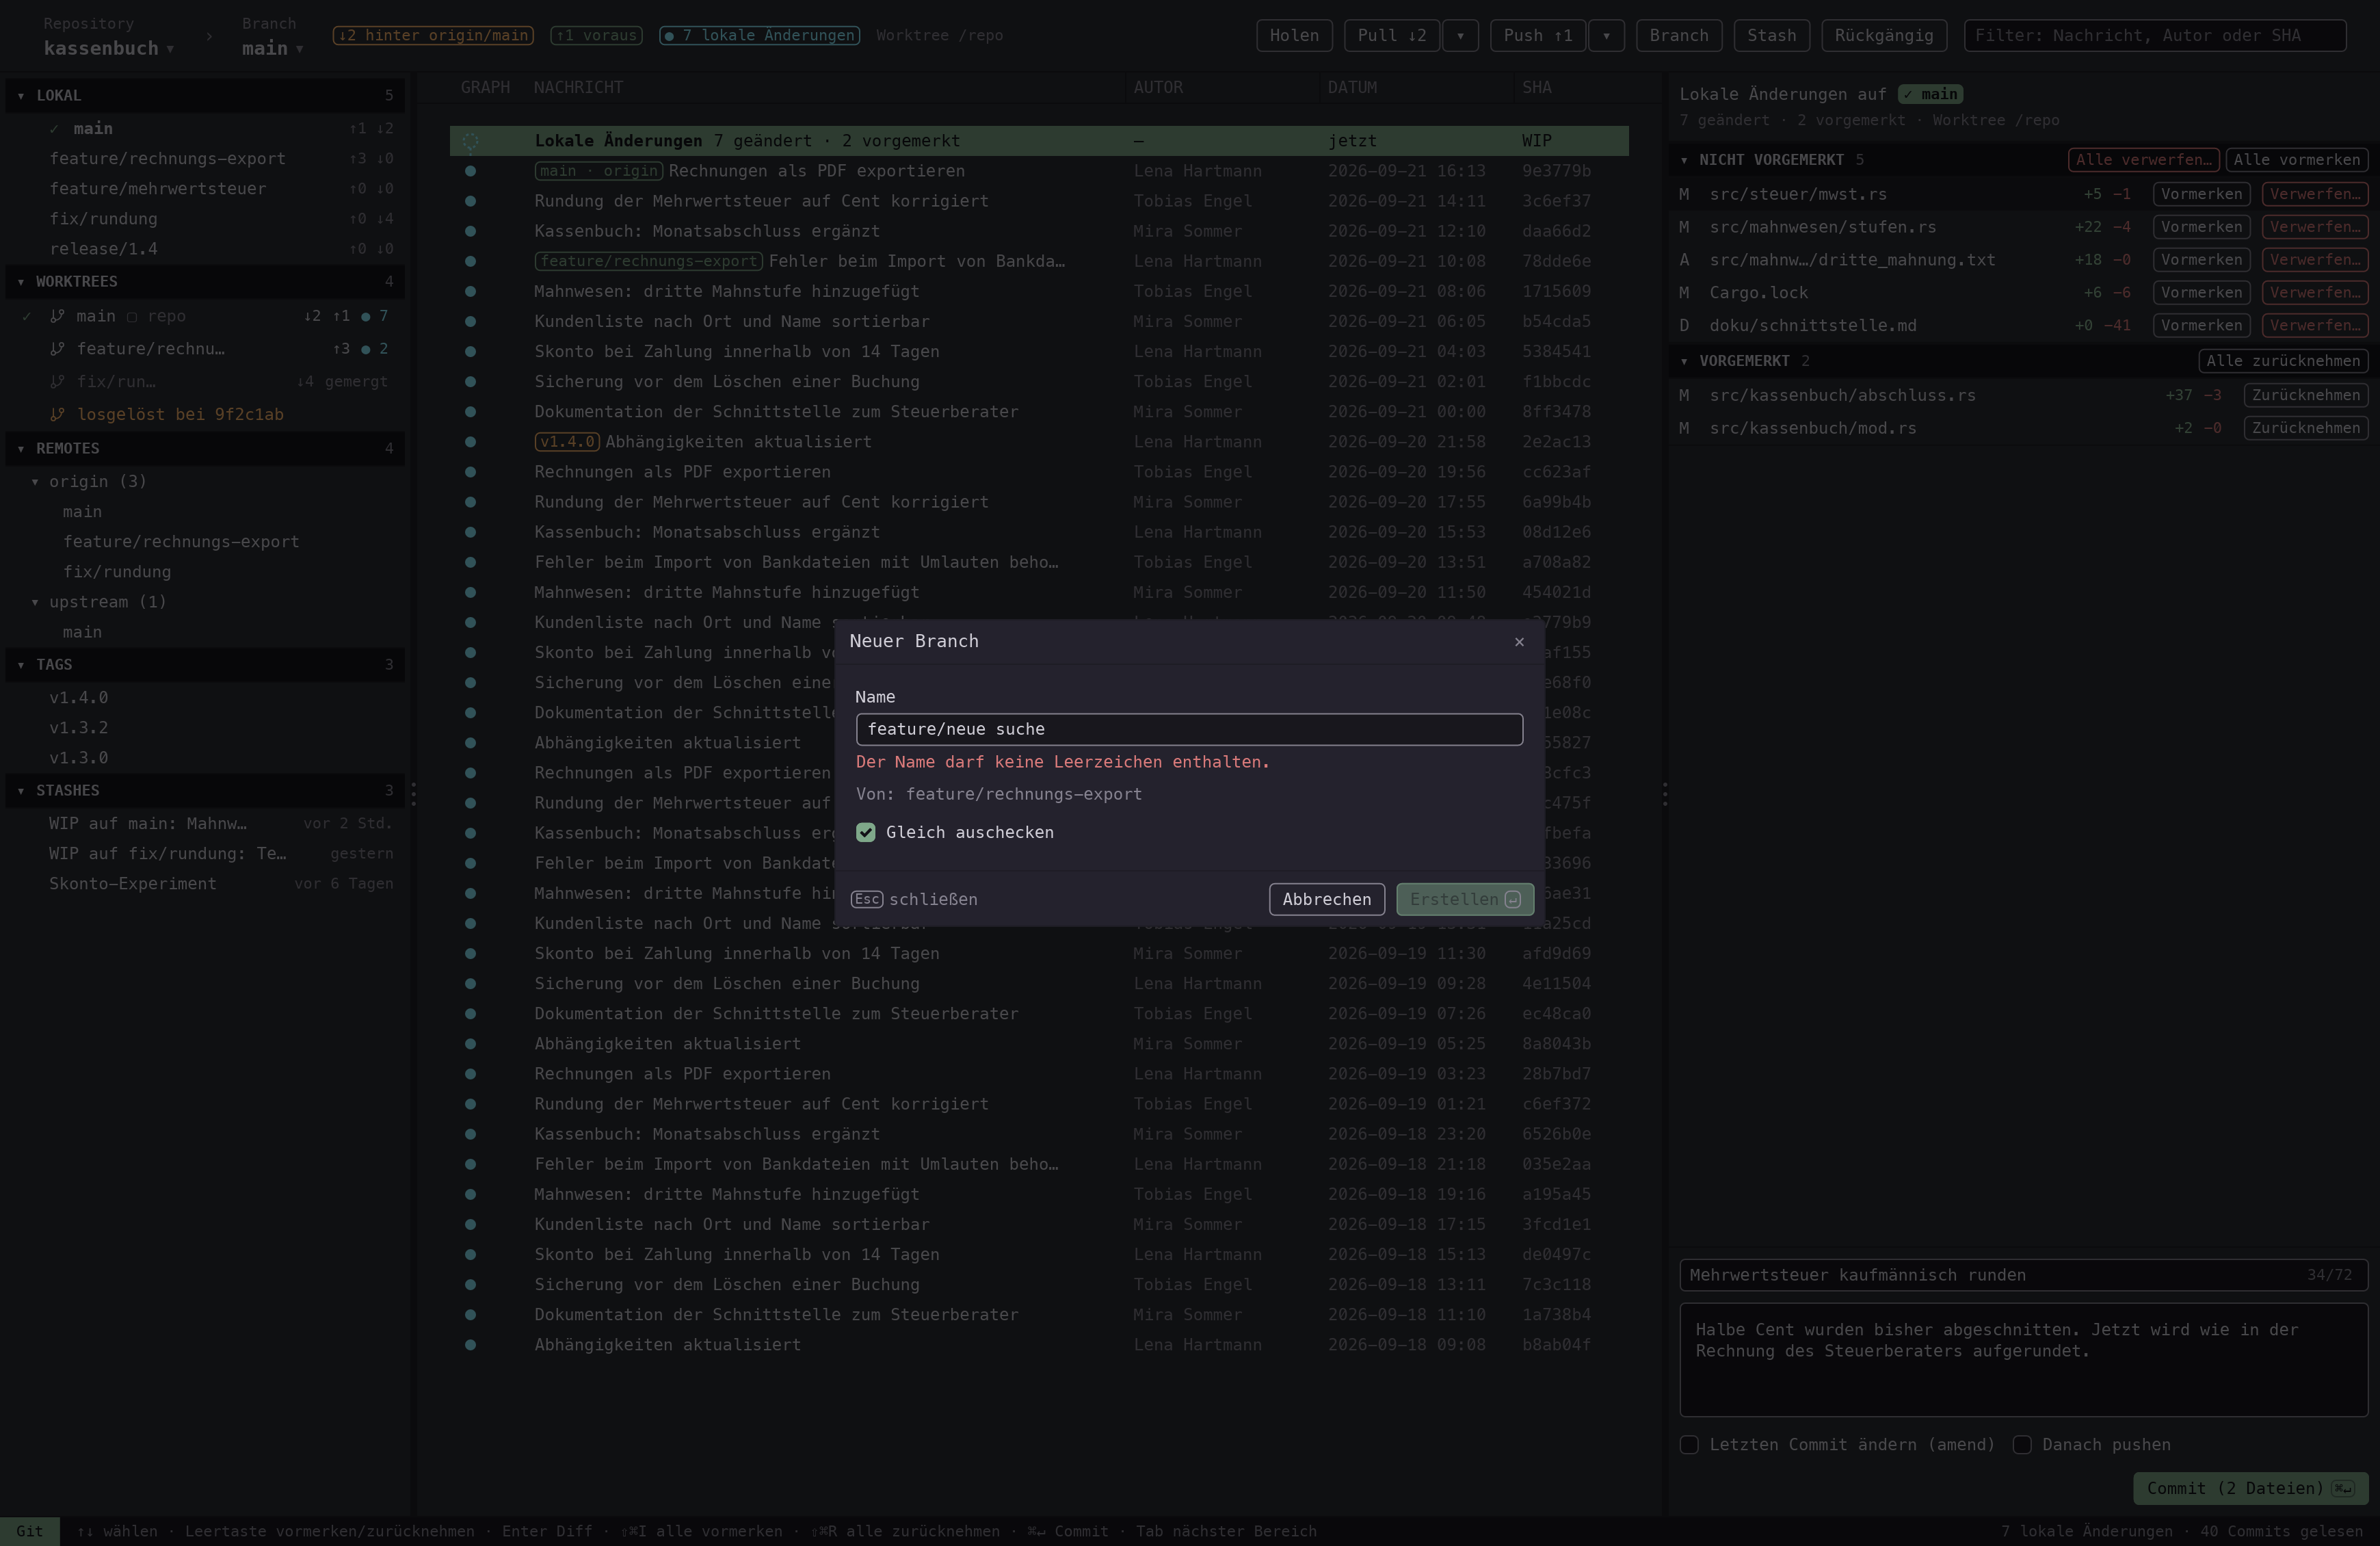 Repository
kassenbuch ▾
›
Branch
main ▾
↓2 hinter origin/main
↑1 voraus
● 7 lokale Änderungen
Worktree /repo
Holen
Pull ↓2
▾
Push ↑1
▾
Branch
Stash
Rückgängig
Filter: Nachricht, Autor oder SHA
▾ LOKAL 5
✓ main ↑1 ↓2
feature/rechnungs-export ↑3 ↓0
feature/mehrwertsteuer ↑0 ↓0
fix/rundung ↑0 ↓4
release/1.4 ↑0 ↓0
▾ WORKTREES 4
✓ main ▢ repo ↓2 ↑1 ● 7
feature/rechnu… ↑3 ● 2
fix/run… ↓4 gemergt
losgelöst bei 9f2c1ab
▾ REMOTES 4
▾ origin (3)
main
feature/rechnungs-export
fix/rundung
▾ upstream (1)
main
▾ TAGS 3
v1.4.0
v1.3.2
v1.3.0
▾ STASHES 3
WIP auf main: Mahnw… vor 2 Std.
WIP auf fix/rundung: Te… gestern
Skonto-Experiment vor 6 Tagen
GRAPH NACHRICHT AUTOR DATUM SHA
Lokale Änderungen 7 geändert · 2 vorgemerkt — jetzt WIP
main · origin Rechnungen als PDF exportieren Lena Hartmann 2026-09-21 16:13 9e3779b
Rundung der Mehrwertsteuer auf Cent korrigiert Tobias Engel 2026-09-21 14:11 3c6ef37
Kassenbuch: Monatsabschluss ergänzt Mira Sommer 2026-09-21 12:10 daa66d2
feature/rechnungs-export Fehler beim Import von Bankda… Lena Hartmann 2026-09-21 10:08 78dde6e
Mahnwesen: dritte Mahnstufe hinzugefügt Tobias Engel 2026-09-21 08:06 1715609
Kundenliste nach Ort und Name sortierbar Mira Sommer 2026-09-21 06:05 b54cda5
Skonto bei Zahlung innerhalb von 14 Tagen Lena Hartmann 2026-09-21 04:03 5384541
Sicherung vor dem Löschen einer Buchung Tobias Engel 2026-09-21 02:01 f1bbcdc
Dokumentation der Schnittstelle zum Steuerberater Mira Sommer 2026-09-21 00:00 8ff3478
v1.4.0 Abhängigkeiten aktualisiert Lena Hartmann 2026-09-20 21:58 2e2ac13
Rechnungen als PDF exportieren Tobias Engel 2026-09-20 19:56 cc623af
Rundung der Mehrwertsteuer auf Cent korrigiert Mira Sommer 2026-09-20 17:55 6a99b4b
Kassenbuch: Monatsabschluss ergänzt Lena Hartmann 2026-09-20 15:53 08d12e6
Fehler beim Import von Bankdateien mit Umlauten beho… Tobias Engel 2026-09-20 13:51 a708a82
Mahnwesen: dritte Mahnstufe hinzugefügt Mira Sommer 2026-09-20 11:50 454021d
Kundenliste nach Ort und Name
Skonto bei Zahlung innerhalb
Sicherung vor dem Löschen eine
Dokumentation der Schnittstelle
Abhängigkeiten aktualisiert
Rechnungen als PDF exportieren
Rundung der Mehrwertsteuer auf
Kassenbuch: Monatsabschluss
Fehler beim Import von
Mahnwesen: dritte Mahnstufe
Kundenliste nach Ort und Name
Skonto bei Zahlung innerhalb von 14 Tagen Mira Sommer 2026-09-19 11:30 afd9d69
Sicherung vor dem Löschen einer Buchung Lena Hartmann 2026-09-19 09:28 4e11504
Dokumentation der Schnittstelle zum Steuerberater Tobias Engel 2026-09-19 07:26 ec48ca0
Abhängigkeiten aktualisiert Mira Sommer 2026-09-19 05:25 8a8043b
Rechnungen als PDF exportieren Lena Hartmann 2026-09-19 03:23 28b7bd7
Rundung der Mehrwertsteuer auf Cent korrigiert Tobias Engel 2026-09-19 01:21 c6ef372
Kassenbuch: Monatsabschluss ergänzt Mira Sommer 2026-09-18 23:20 6526b0e
Fehler beim Import von Bankdateien mit Umlauten beho… Lena Hartmann 2026-09-18 21:18 035e2aa
Mahnwesen: dritte Mahnstufe hinzugefügt Tobias Engel 2026-09-18 19:16 a195a45
Kundenliste nach Ort und Name sortierbar Mira Sommer 2026-09-18 17:15 3fcd1e1
Skonto bei Zahlung innerhalb von 14 Tagen Lena Hartmann 2026-09-18 15:13 de0497c
Sicherung vor dem Löschen einer Buchung Tobias Engel 2026-09-18 13:11 7c3c118
Dokumentation der Schnittstelle zum Steuerberater Mira Sommer 2026-09-18 11:10 1a738b4
Abhängigkeiten aktualisiert Lena Hartmann 2026-09-18 09:08 b8ab04f
Neuer Branch ×
Name
feature/neue suche
Der Name darf keine Leerzeichen enthalten.
Von: feature/rechnungs-export
Gleich auschecken
Esc schließen
Abbrechen
Erstellen ↵
Lokale Änderungen auf ✓ main
7 geändert · 2 vorgemerkt · Worktree /repo
▾ NICHT VORGEMERKT 5 Alle verwerfen… Alle vormerken
M src/steuer/mwst.rs +5 −1 Vormerken Verwerfen…
M src/mahnwesen/stufen.rs +22 −4 Vormerken Verwerfen…
A src/mahnw…/dritte_mahnung.txt +18 −0 Vormerken Verwerfen…
M Cargo.lock +6 −6 Vormerken Verwerfen…
D doku/schnittstelle.md +0 −41 Vormerken Verwerfen…
▾ VORGEMERKT 2 Alle zurücknehmen
M src/kassenbuch/abschluss.rs +37 −3 Zurücknehmen
M src/kassenbuch/mod.rs +2 −0 Zurücknehmen
Mehrwertsteuer kaufmännisch runden 34/72
Halbe Cent wurden bisher abgeschnitten. Jetzt wird wie in der
Rechnung des Steuerberaters aufgerundet.
Letzten Commit ändern (amend)
Danach pushen
Commit (2 Dateien) ⌘↵
Git ↑↓ wählen · Leertaste vormerken/zurücknehmen · Enter Diff · ⇧⌘I alle vormerken · ⇧⌘R alle zurücknehmen · ⌘↵ Commit · Tab nächster Bereich
7 lokale Änderungen · 40 Commits gelesen